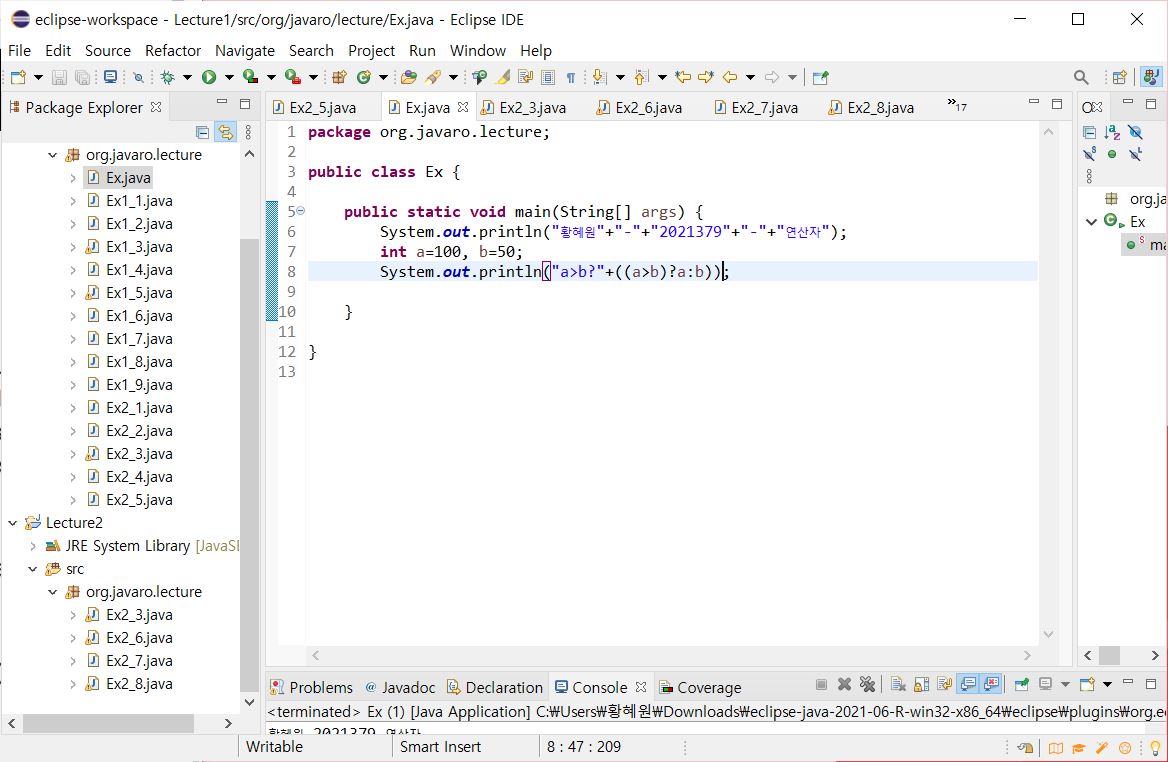 eclipse-workspace - Lecture1/src/org/javaro/lecture/Ex.java - Eclipse IDE
File Edit Source Refactor Navigate Search Project Run Window Help
Package Explorer
org.javaro.lecture
Ex.java
Ex1_1.java
Ex1_2.java
Ex1_3.java
Ex1_4.java
Ex1_5.java
Ex1_6.java
Ex1_7.java
Ex1_8.java
Ex1_9.java
Ex2_1.java
Ex2_2.java
Ex2_3.java
Ex2_4.java
Ex2_5.java
Lecture2
JRE System Library [JavaSE
src
org.javaro.lecture
Ex2_3.java
Ex2_6.java
Ex2_7.java
Ex2_8.java
Ex2_5.java Ex.java Ex2_3.java Ex2_6.java Ex2_7.java Ex2_8.java »17
1 package org.javaro.lecture;
2
3 public class Ex {
4
5 public static void main(String[] args) {
6 System.out.println("황혜원"+"-"+"2021379"+"-"+"연산자");
7 int a=100, b=50;
8 System.out.println("a>b?"+((a>b)?a:b));
9
10 }
11
12 }
13
org.ja
Ex
ma
Problems Javadoc Declaration Console Coverage
<terminated> Ex (1) [Java Application] C:₩Users₩황혜원₩Downloads₩eclipse-java-2021-06-R-win32-x86_64₩eclipse₩plugins₩org.e
황혜원-2021379-연산자
Writable Smart Insert 8 : 47 : 209